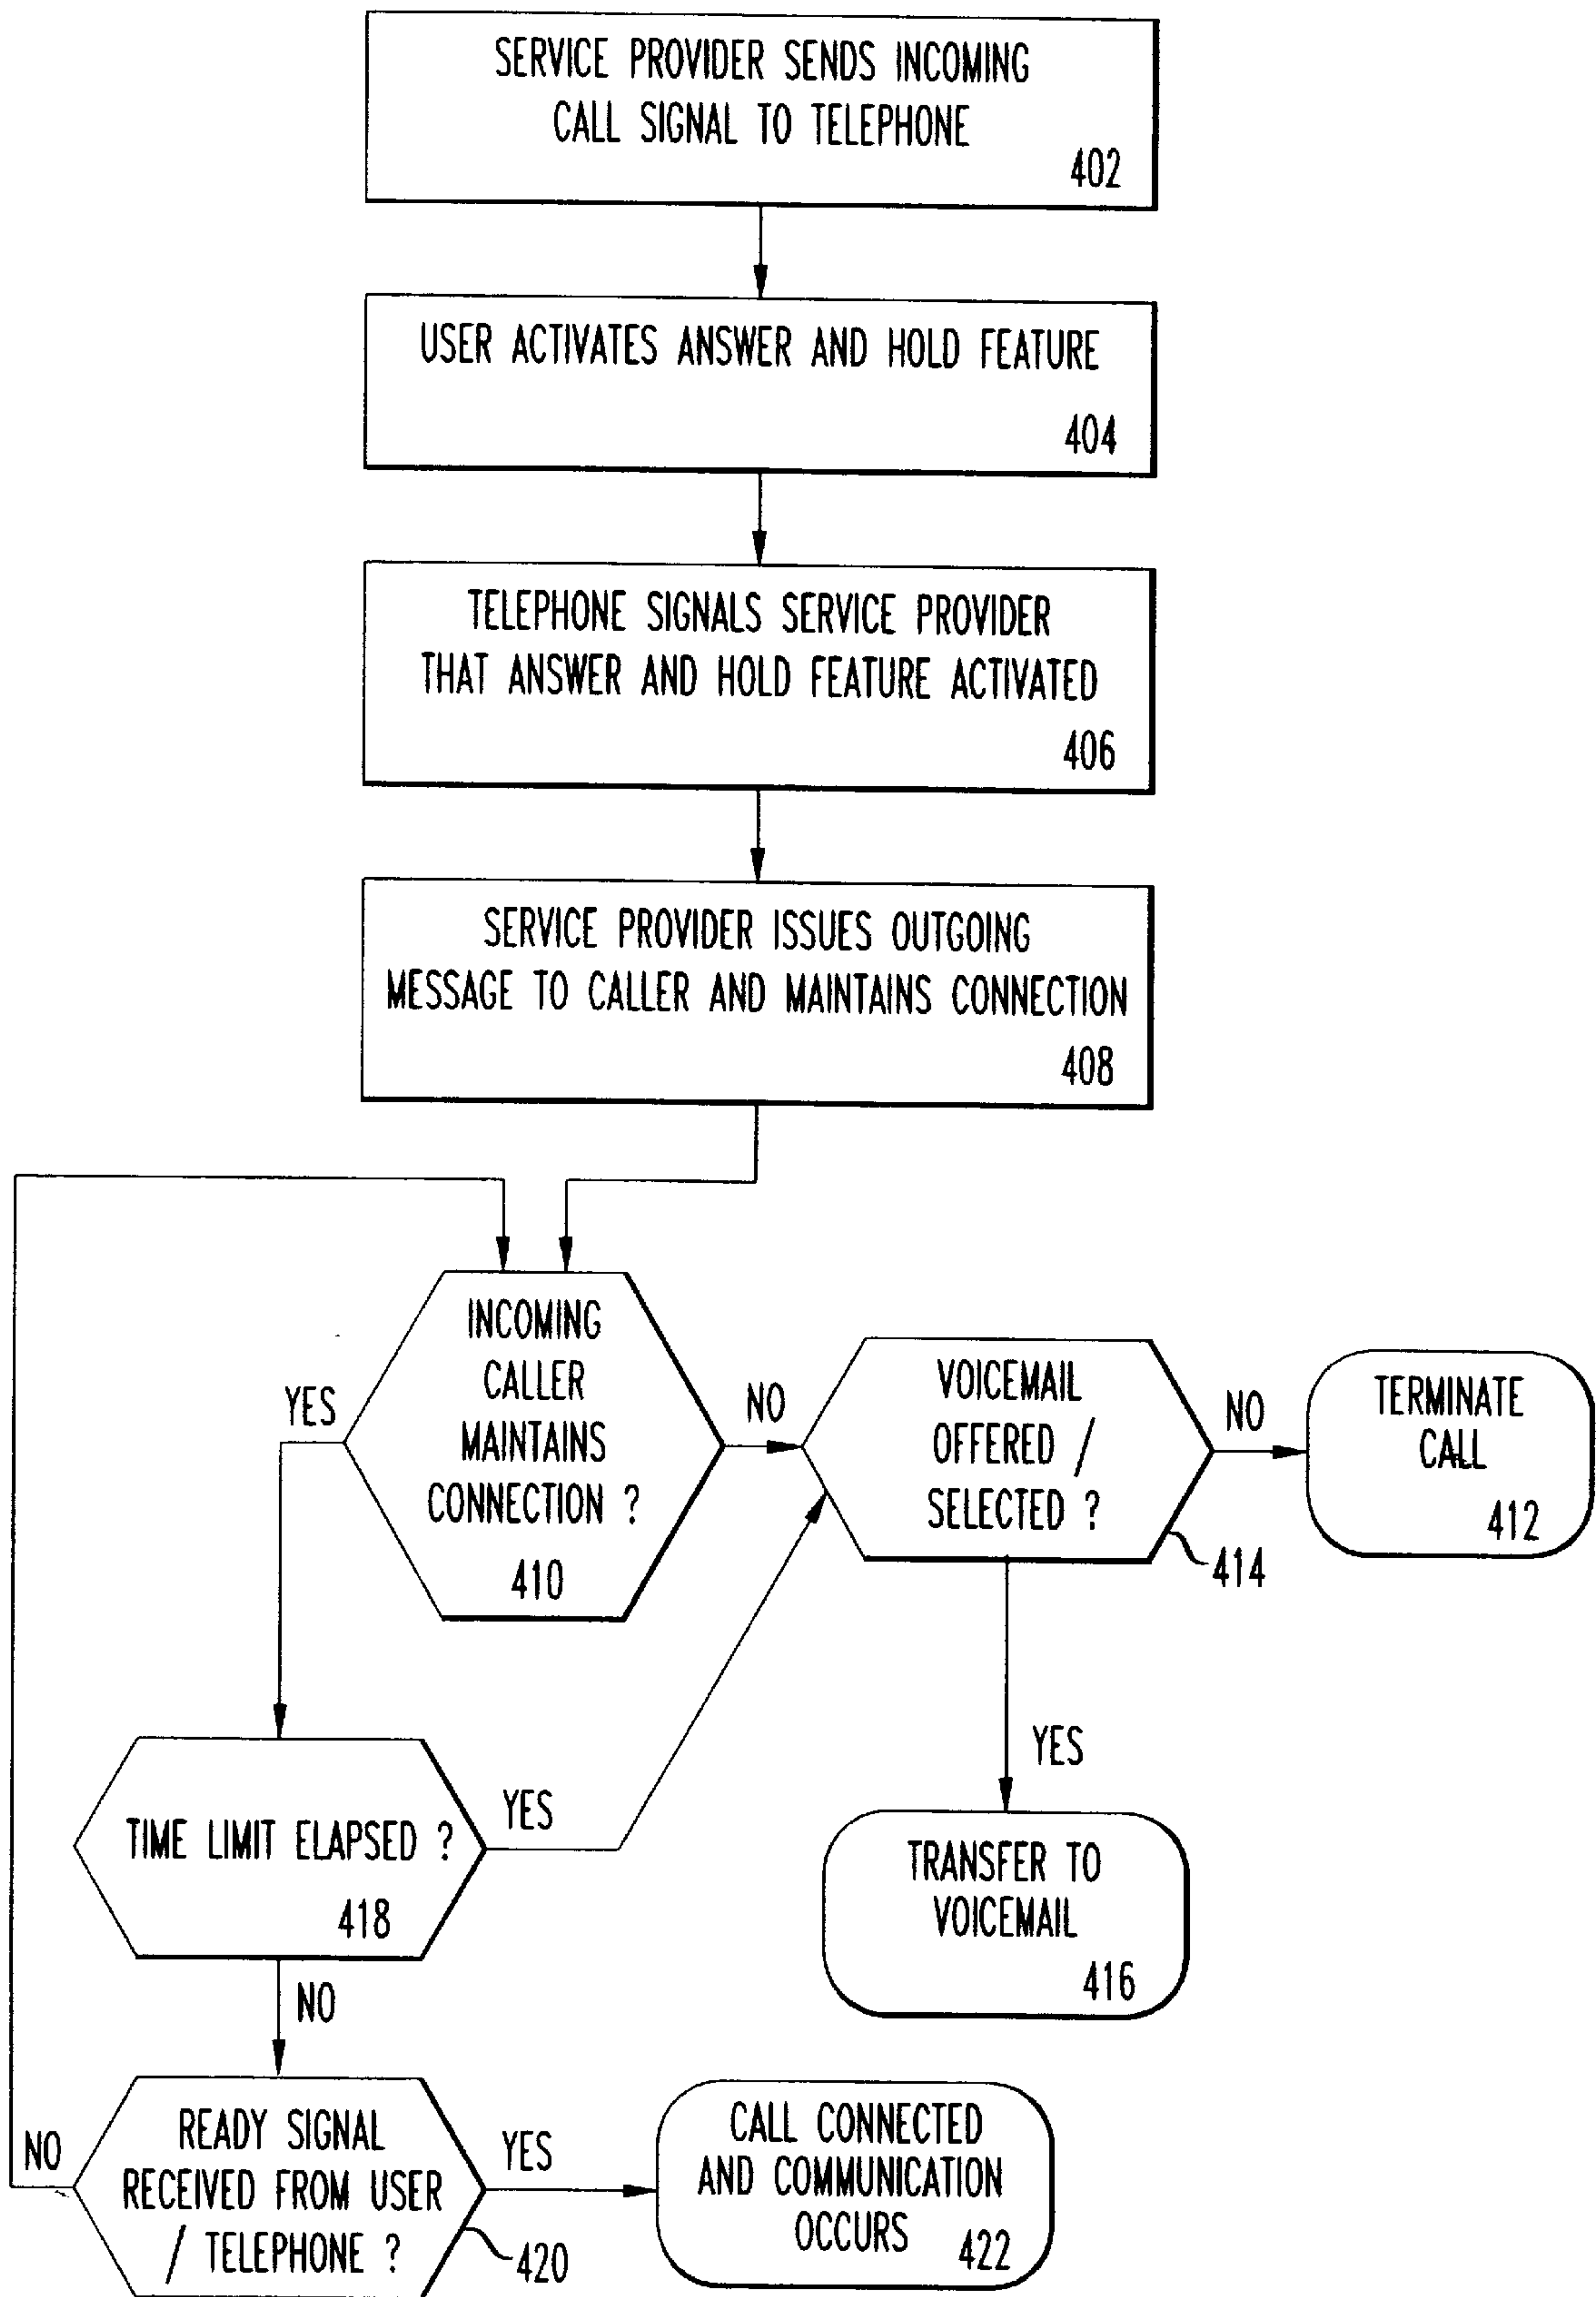 SERVICE PROVIDER SENDS INCOMING
CALL SIGNAL TO TELEPHONE
402
USER ACTIVATES ANSWER AND HOLD FEATURE
404
TELEPHONE SIGNALS SERVICE PROVIDER
THAT ANSWER AND HOLD FEATURE ACTIVATED
406
SERVICE PROVIDER ISSUES OUTGOING
MESSAGE TO CALLER AND MAINTAINS CONNECTION
408
INCOMING
CALLER
MAINTAINS
CONNECTION ?
410
YES
NO
VOICEMAIL
OFFERED /
SELECTED ?
414
NO
TERMINATE
CALL
412
YES
TRANSFER TO
VOICEMAIL
416
TIME LIMIT ELAPSED ?
418
YES
NO
READY SIGNAL
RECEIVED FROM USER
/ TELEPHONE ?
420
NO
YES
CALL CONNECTED
AND COMMUNICATION
OCCURS
422